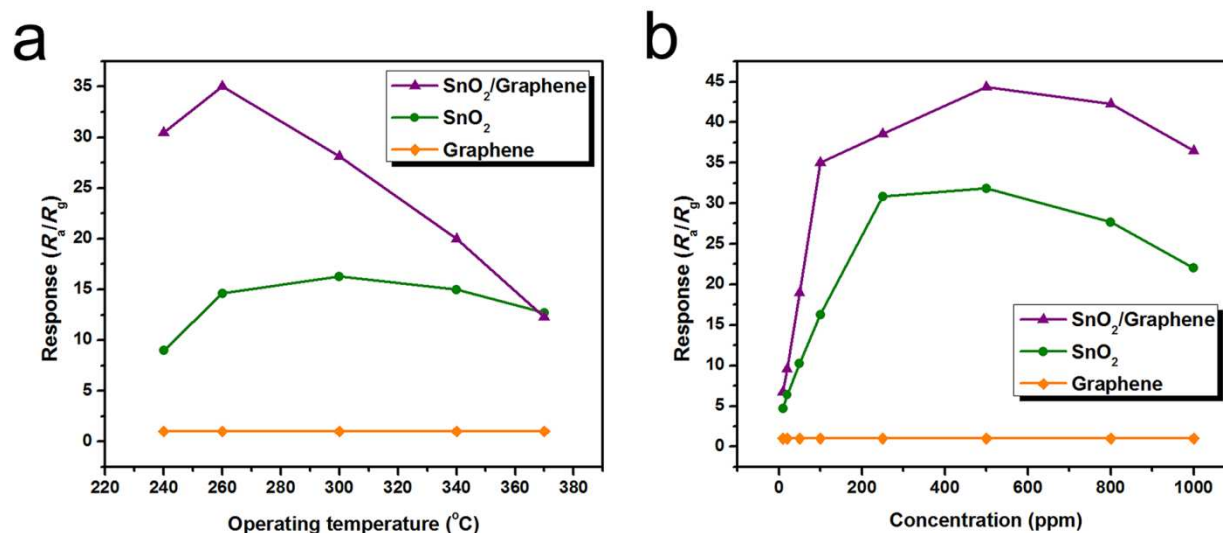 a
35
30
25
20
15
10
5
0
Response (Ra/Rg)
SnO2/Graphene
SnO2
Graphene
220 240 260 280 300 320 340 360 380
Operating temperature (°C)
b
45
40
35
30
25
20
15
10
5
0
Response (Ra/Rg)
SnO2/Graphene
SnO2
Graphene
0 200 400 600 800 1000
Concentration (ppm)